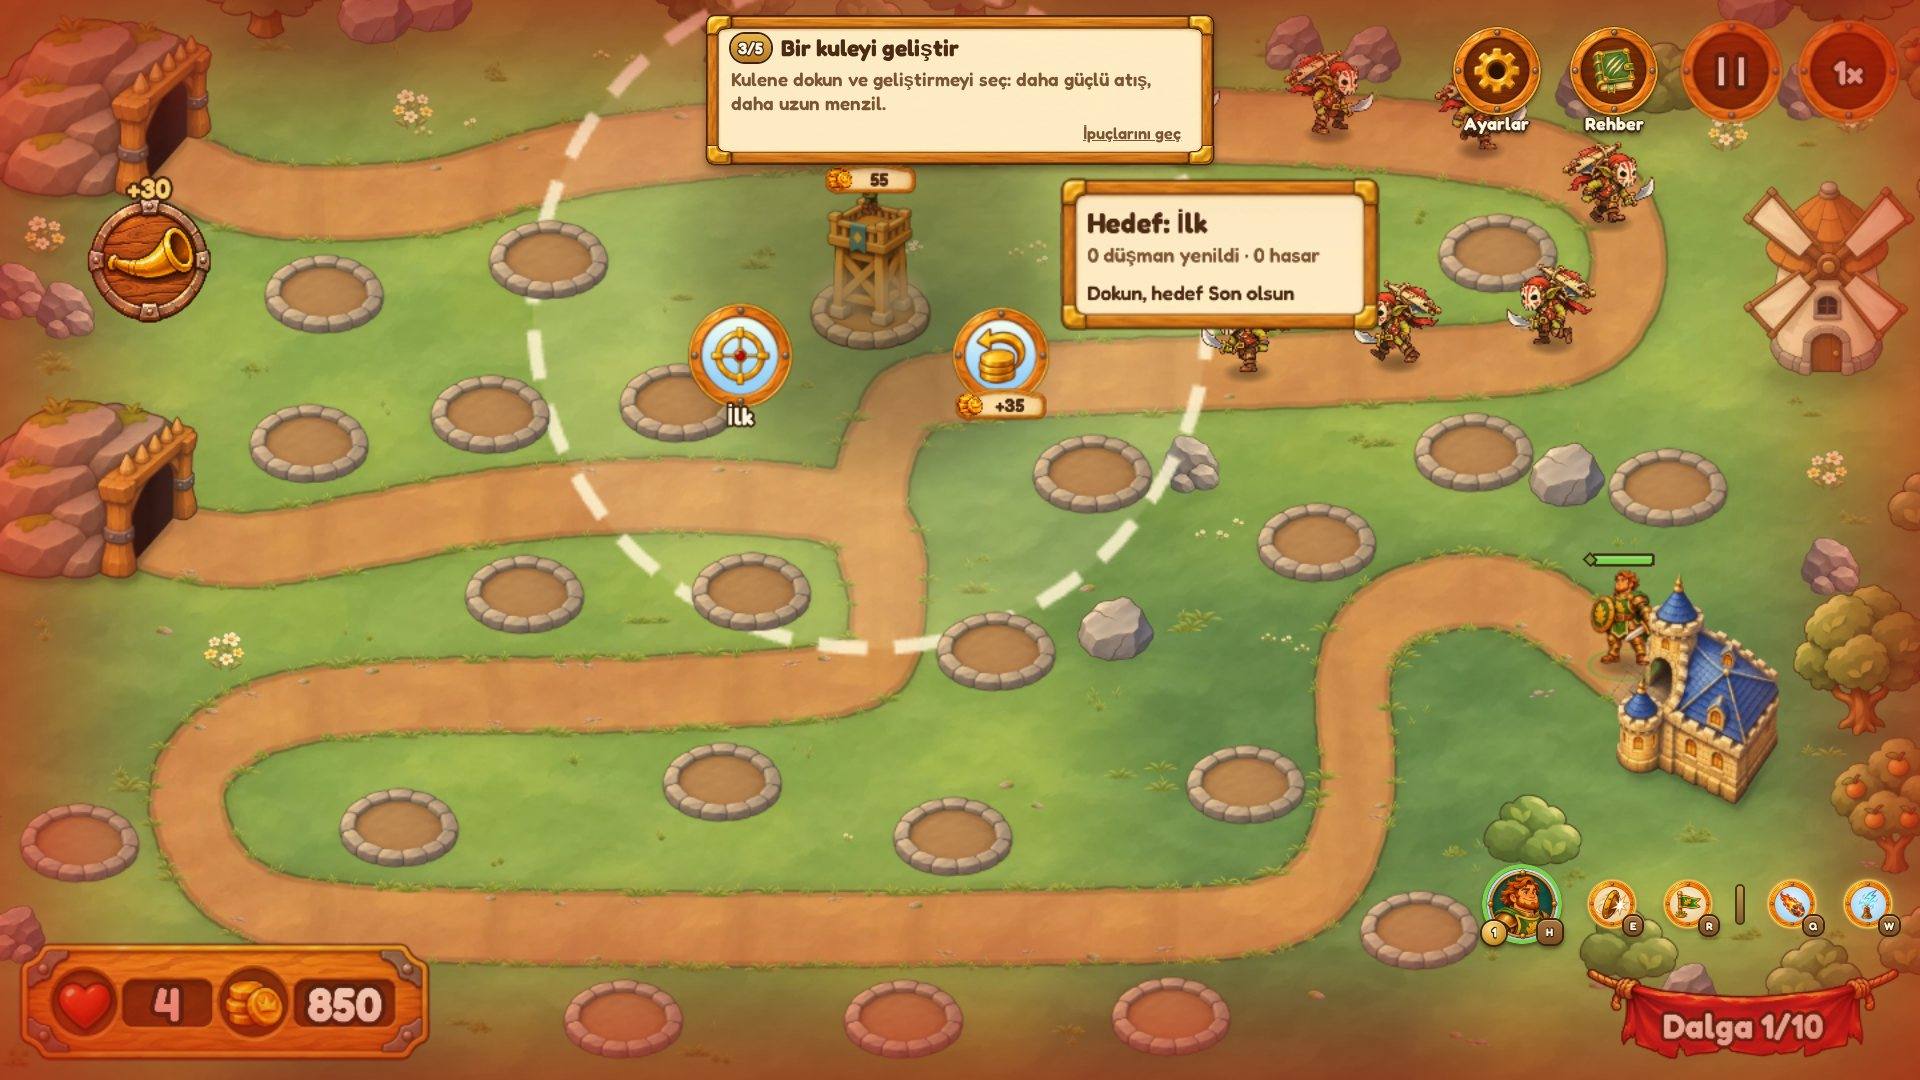 3/5 Bir kuleyi geliştir
Kulene dokun ve geliştirmeyi seç: daha güçlü atış,
daha uzun menzil.
İpuçlarını geç
Ayarlar
Rehber
1x
+30
55
Hedef: İlk
0 düşman yenildi · 0 hasar
Dokun, hedef Son olsun
İlk
+35
1
H
E
R
Q
W
4
850
Dalga 1/10